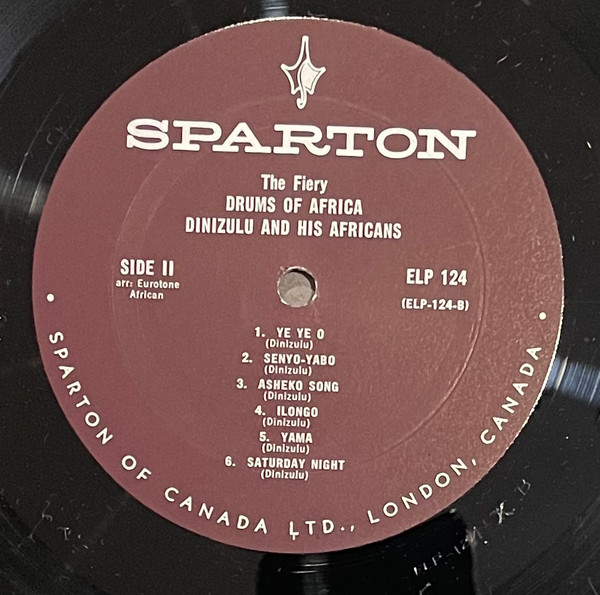 SPARTON
The Fiery
DRUMS OF AFRICA
DINIZULU AND HIS AFRICANS
SIDE II
arr: Eurotone
African
ELP 124
(ELP-124-B)
1. YE YE O
(Dinizulu)
2. SENYO-YABO
(Dinizulu)
3. ASHEKO SONG
(Dinizulu)
4. ILONGO
(Dinizulu)
5. YAMA
(Dinizulu)
6. SATURDAY NIGHT
(Dinizulu)
• SPARTON OF CANADA LTD., LONDON, CANADA •